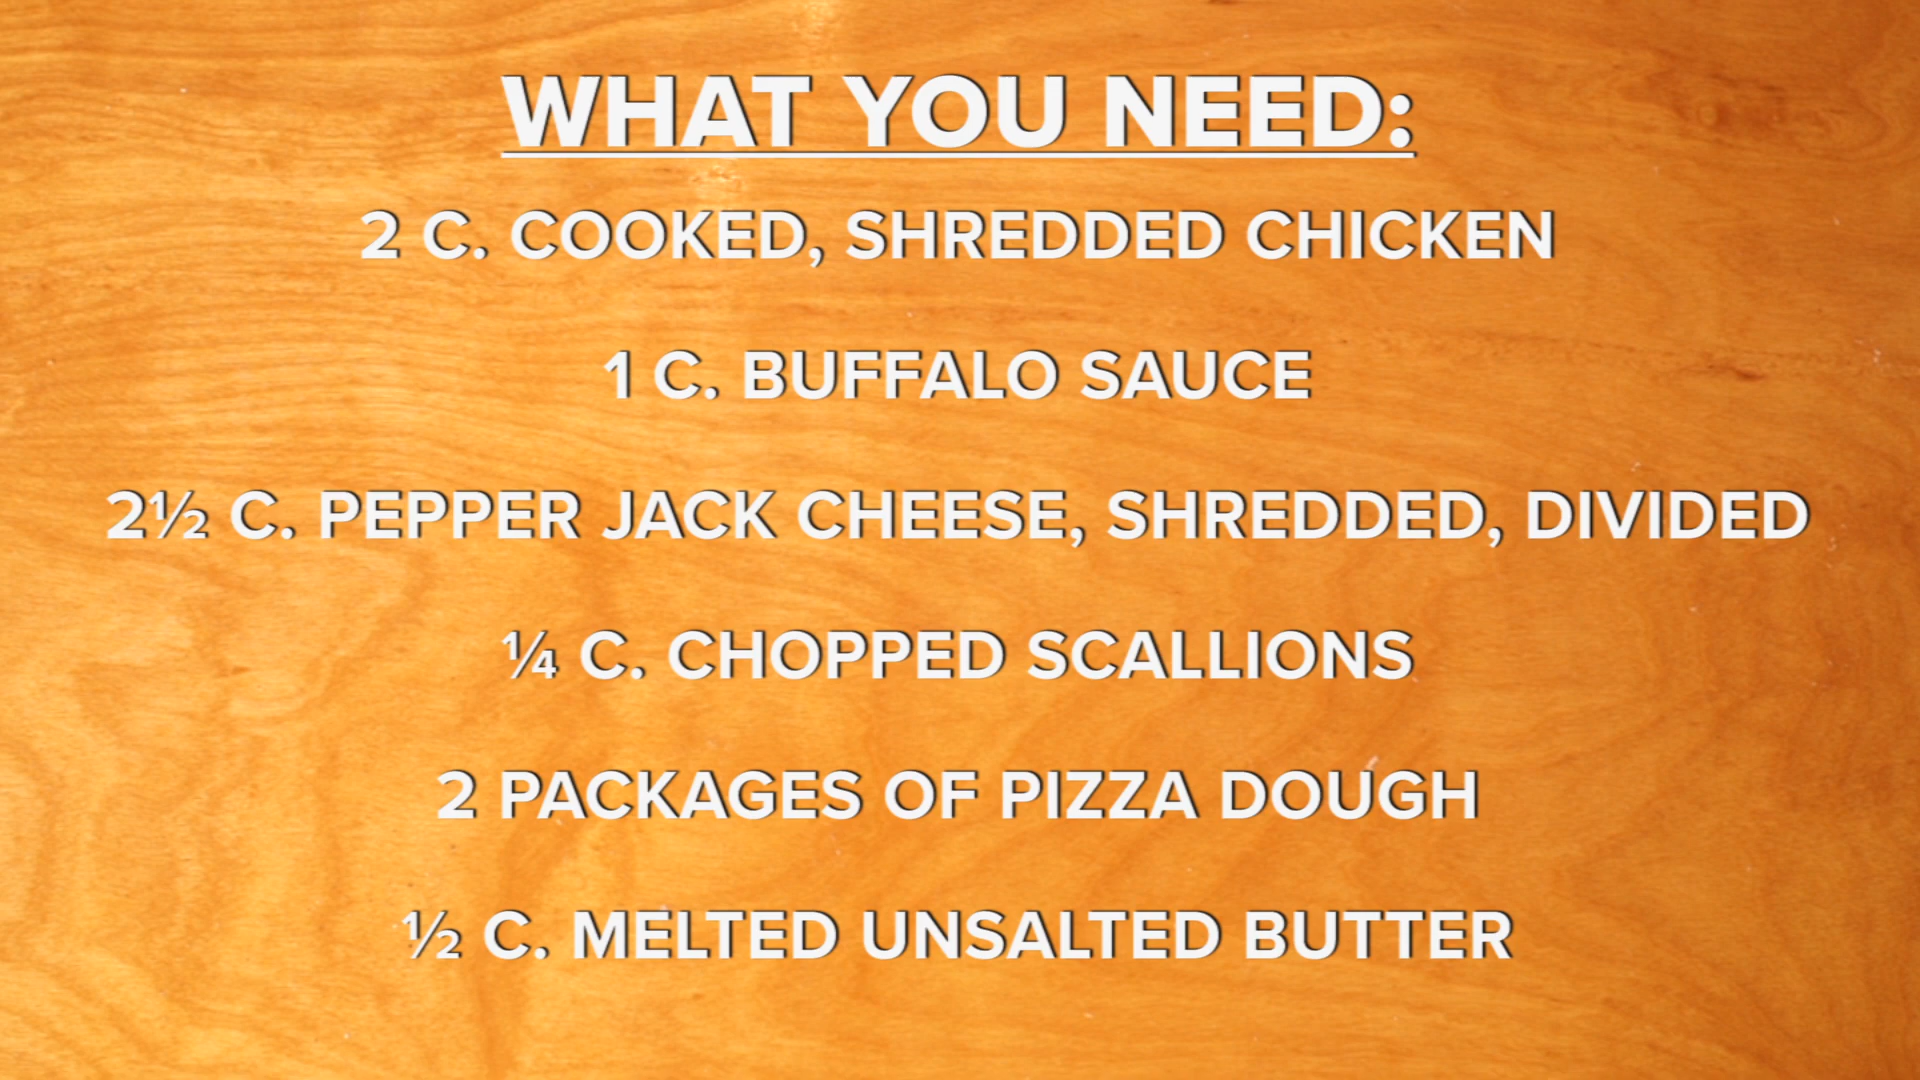 WHAT YOU NEED:
2 C. COOKED, SHREDDED CHICKEN
1 C. BUFFALO SAUCE
2½ C. PEPPER JACK CHEESE, SHREDDED, DIVIDED
¼ C. CHOPPED SCALLIONS
2 PACKAGES OF PIZZA DOUGH
½ C. MELTED UNSALTED BUTTER